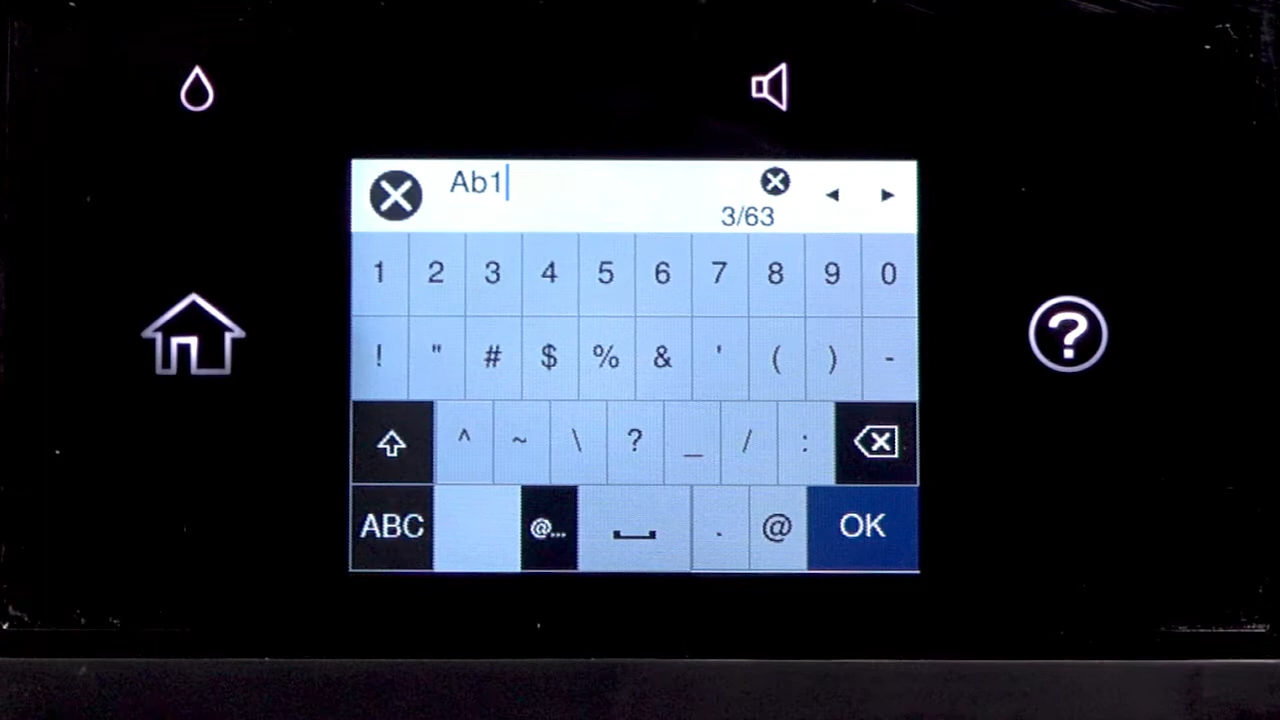 Ab1
3/63
1 2 3 4 5 6 7 8 9 0
! " # $ % & ' ( ) -
^ ~ \ ? _ / :
ABC @... . @ OK
?